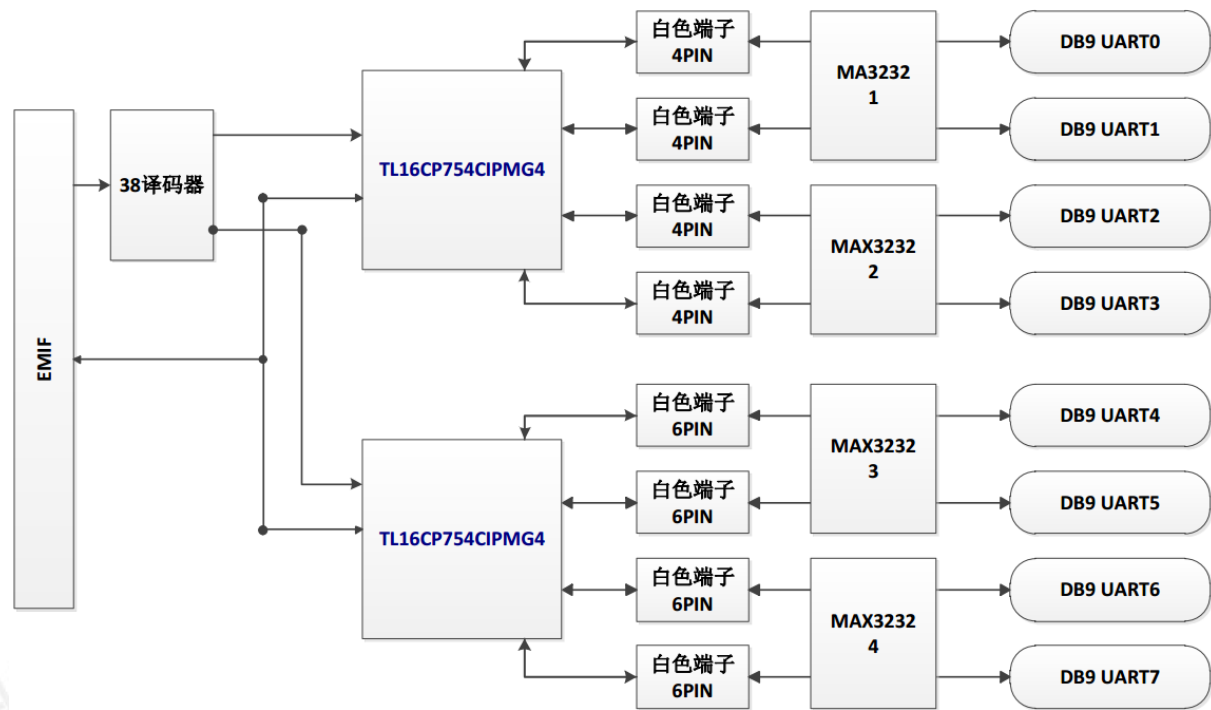 EMIF
38译码器
TL16CP754CIPMG4
白色端子
4PIN
白色端子
4PIN
白色端子
4PIN
白色端子
4PIN
MA3232
1
MAX3232
2
DB9 UART0
DB9 UART1
DB9 UART2
DB9 UART3
TL16CP754CIPMG4
白色端子
6PIN
白色端子
6PIN
白色端子
6PIN
白色端子
6PIN
MAX3232
3
MAX3232
4
DB9 UART4
DB9 UART5
DB9 UART6
DB9 UART7